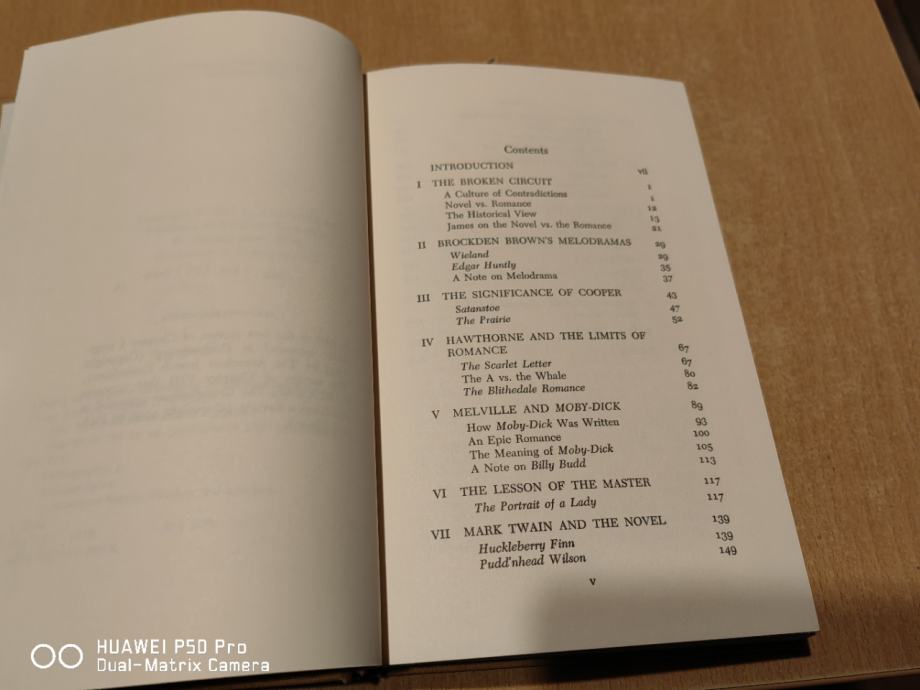 Contents
INTRODUCTION vii
I THE BROKEN CIRCUIT 1
A Culture of Contradictions 1
Novel vs. Romance 12
The Historical View 13
James on the Novel vs. the Romance 21
II BROCKDEN BROWN'S MELODRAMAS 29
Wieland 29
Edgar Huntly 35
A Note on Melodrama 37
III THE SIGNIFICANCE OF COOPER 43
Satanstoe 47
The Prairie 52
IV HAWTHORNE AND THE LIMITS OF
ROMANCE 67
The Scarlet Letter 67
The A vs. the Whale 80
The Blithedale Romance 82
V MELVILLE AND MOBY-DICK 89
How Moby-Dick Was Written 93
An Epic Romance 100
The Meaning of Moby-Dick 105
A Note on Billy Budd 113
VI THE LESSON OF THE MASTER 117
The Portrait of a Lady 117
VII MARK TWAIN AND THE NOVEL 139
Huckleberry Finn 139
Pudd'nhead Wilson 149
v
HUAWEI P50 Pro
Dual-Matrix Camera